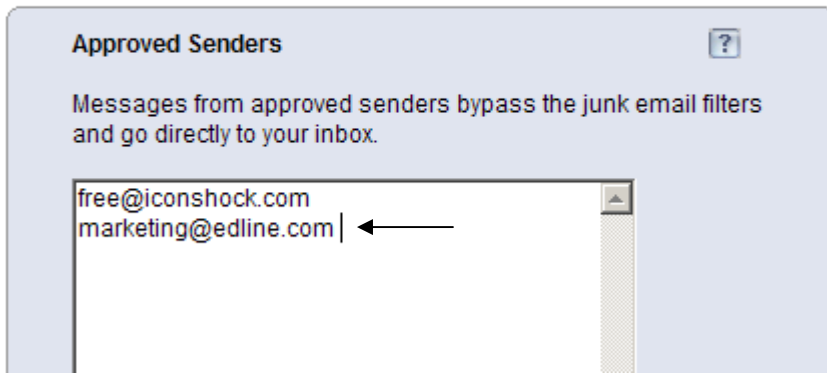 Approved Senders
?
Messages from approved senders bypass the junk email filters
and go directly to your inbox.
free@iconshock.com
marketing@edline.com